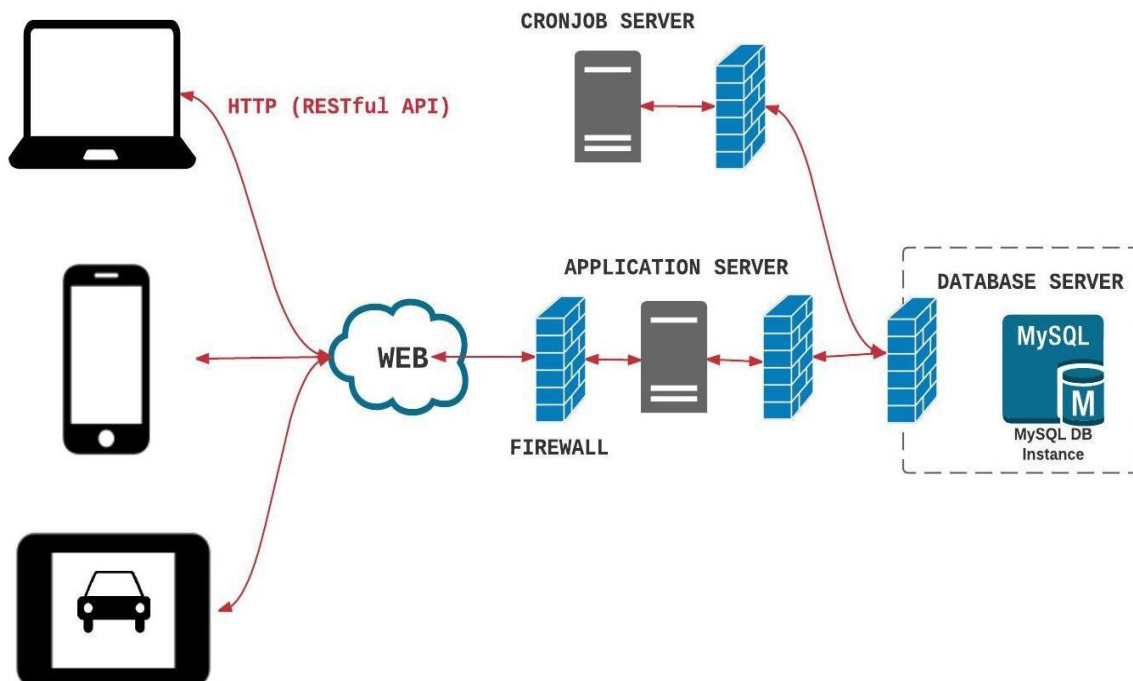 CRONJOB SERVER
HTTP (RESTful API)
APPLICATION SERVER
DATABASE SERVER
MySQL
M
WEB
FIREWALL
MySQL DB
Instance